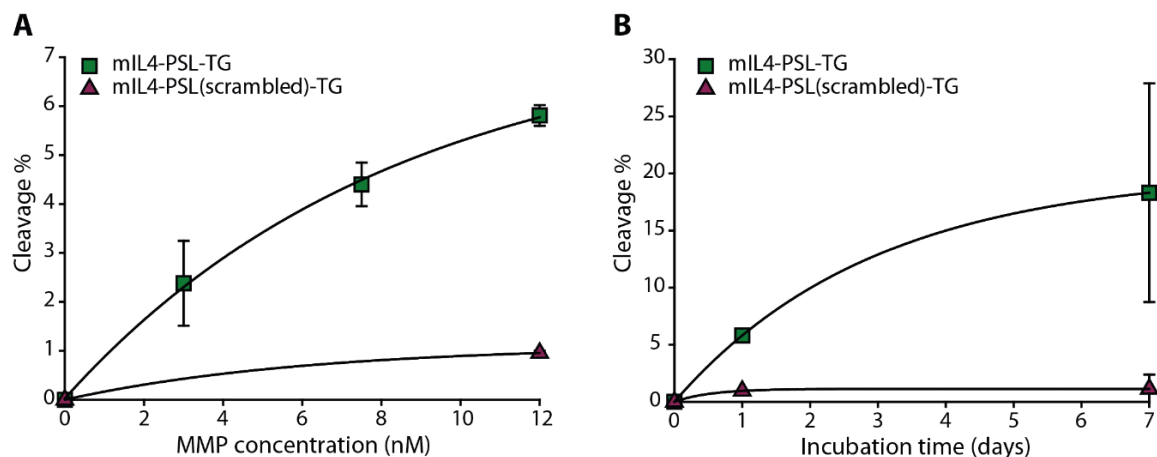 A
mIL4-PSL-TG
mIL4-PSL(scrambled)-TG
Cleavage %
7
6
5
4
3
2
1
0
0 2 4 6 8 10 12
MMP concentration (nM)
B
mIL4-PSL-TG
mIL4-PSL(scrambled)-TG
Cleavage %
30
25
20
15
10
5
0
0 1 2 3 4 5 6 7
Incubation time (days)